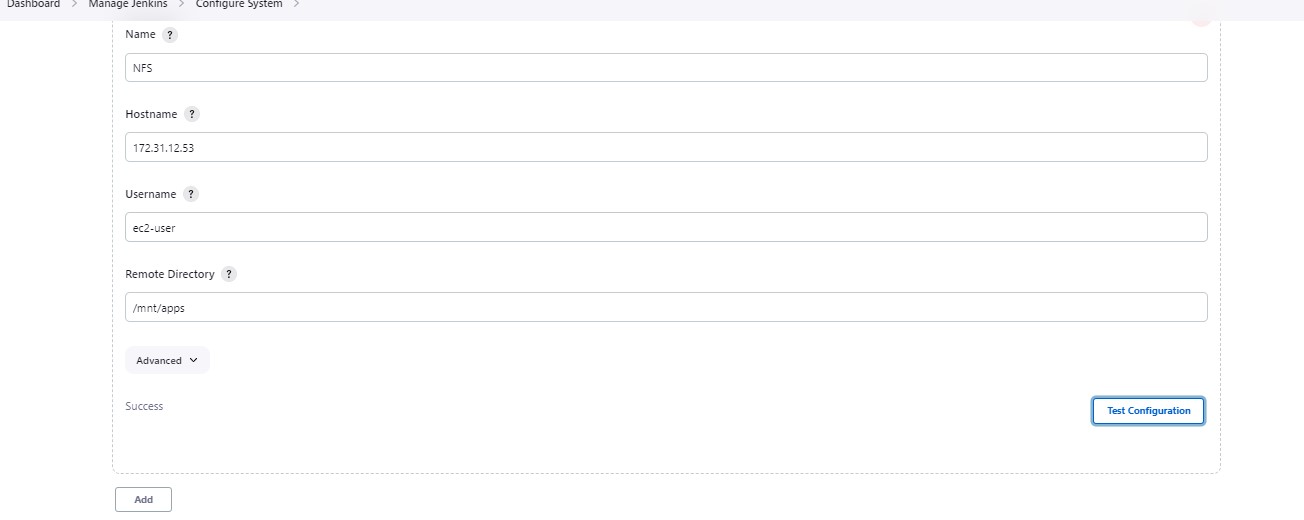 Dashboard > Manage Jenkins > Configure System >
Name ?
NFS
Hostname ?
172.31.12.53
Username ?
ec2-user
Remote Directory ?
/mnt/apps
Advanced
Success
Test Configuration
Add